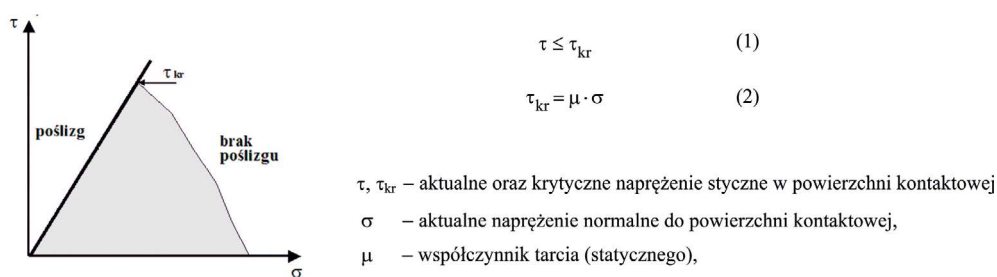 τ
τ kr
poślizg
brak
poślizgu
σ
τ ≤ τkr (1)
τkr = μ · σ (2)
τ, τkr – aktualne oraz krytyczne naprężenie styczne w powierzchni kontaktowej
σ – aktualne naprężenie normalne do powierzchni kontaktowej,
μ – współczynnik tarcia (statycznego),